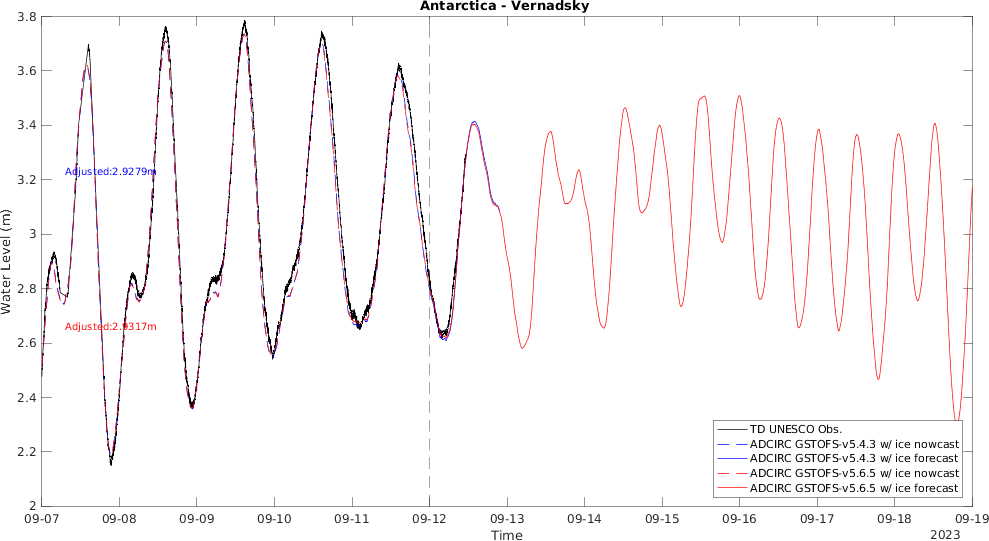 Antarctica - Vernadsky
3.8
3.6
3.4
3.2
3
2.8
2.6
2.4
2.2
2
Water Level (m)
Adjusted:2.9279m
Adjusted:2.9317m
TD UNESCO Obs.
ADCIRC GSTOFS-v5.4.3 w/ ice nowcast
ADCIRC GSTOFS-v5.4.3 w/ ice forecast
ADCIRC GSTOFS-v5.6.5 w/ ice nowcast
ADCIRC GSTOFS-v5.6.5 w/ ice forecast
09-07 09-08 09-09 09-10 09-11 09-12 09-13 09-14 09-15 09-16 09-17 09-18 09-19
Time
2023